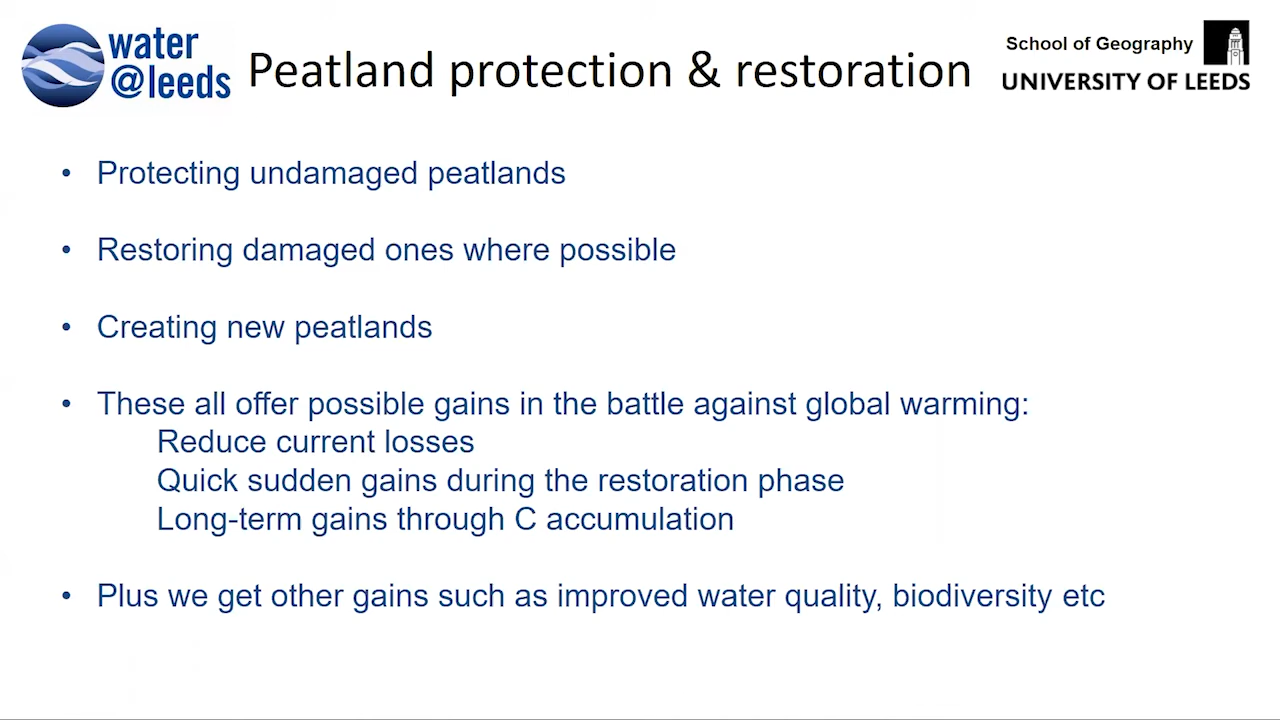 water
@leeds
Peatland protection & restoration
School of Geography
UNIVERSITY OF LEEDS
• Protecting undamaged peatlands
• Restoring damaged ones where possible
• Creating new peatlands
• These all offer possible gains in the battle against global warming:
Reduce current losses
Quick sudden gains during the restoration phase
Long-term gains through C accumulation
• Plus we get other gains such as improved water quality, biodiversity etc